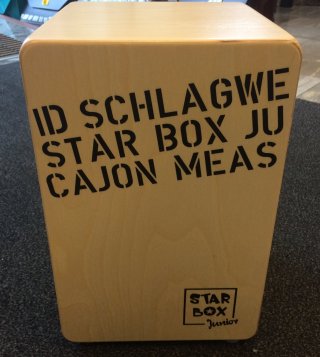 ID SCHLAGWE
STAR BOX JU
CAJON MEAS
STAR
BOX
Junior